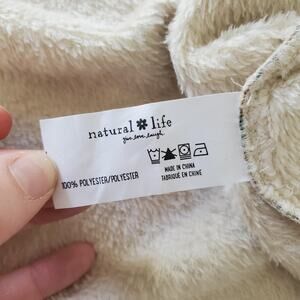 natural life
give. love. laugh.
100% POLYESTER/POLYESTER
MADE IN CHINA
FABRIQUÉ EN CHINE